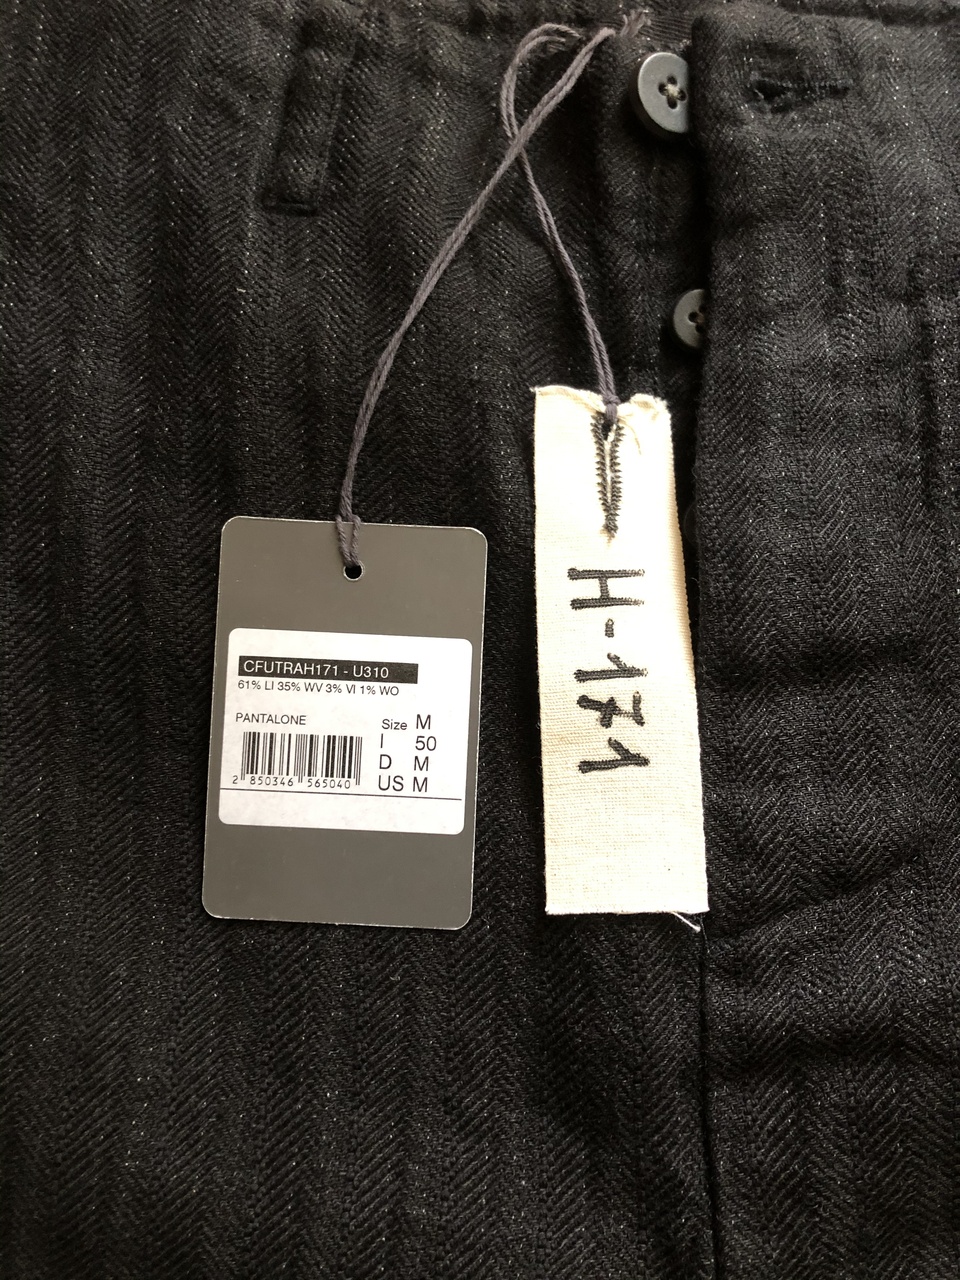 CFUTRAH171 - U310
61% LI 35% WV 3% VI 1% WO
PANTALONE
Size M
I 50
D M
US M
2 850346 565040
H-171